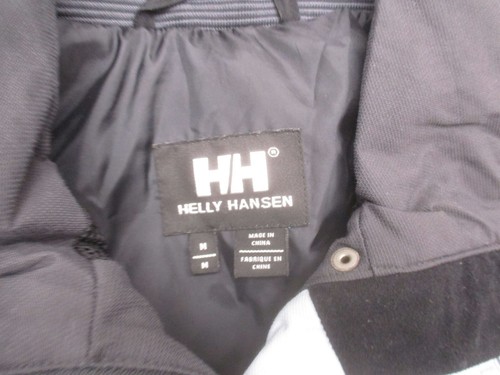 HH®
HELLY HANSEN
M
M
MADE IN
CHINA
FABRIQUE EN
CHINE